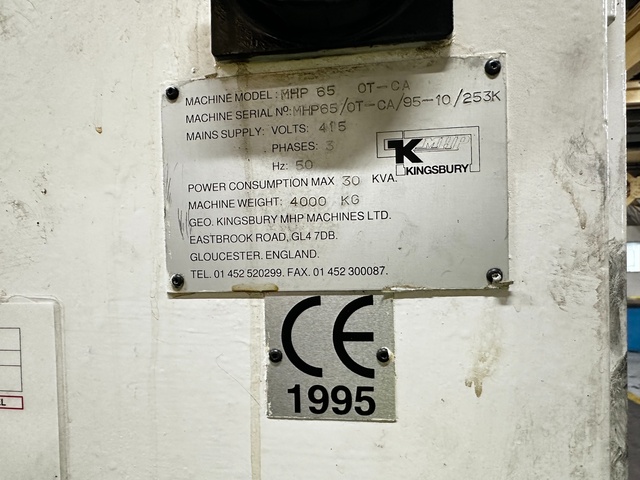 MACHINE MODEL: MHP 65 OT-CA
MACHINE SERIAL Nº: MHP65/OT-CA/95-10/253K
MAINS SUPPLY: VOLTS: 415
PHASES: 3
Hz: 50
MHP
KINGSBURY
POWER CONSUMPTION MAX 30 KVA.
MACHINE WEIGHT: 4000 KG
GEO. KINGSBURY MHP MACHINES LTD.
EASTBROOK ROAD, GL4 7DB.
GLOUCESTER. ENGLAND.
TEL. 01 452 520299. FAX. 01 452 300087.
CE
1995